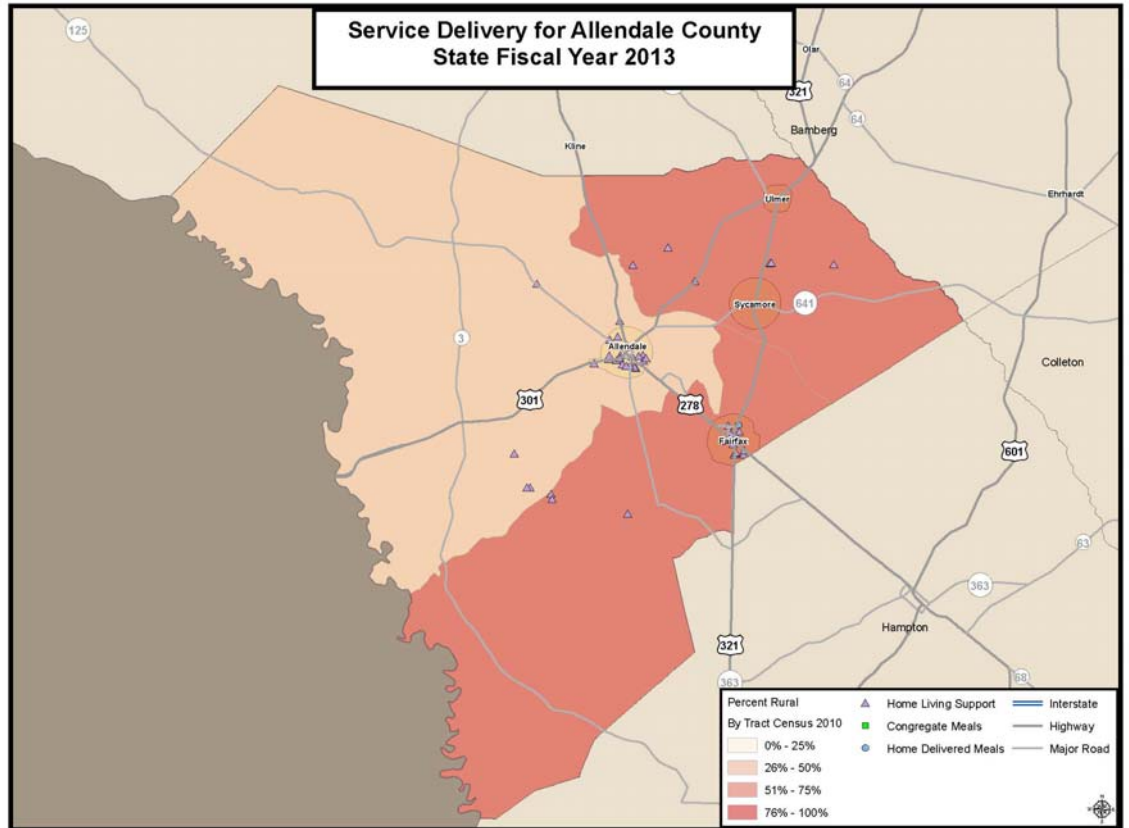 Service Delivery for Allendale County
State Fiscal Year 2013
125
Olar
321
64
64
Bamberg
Kline
Ehrhardt
Ulmer
Sycamore
641
3
Allendale
Colleton
301
278
Fairfax
601
63
363
Hampton
321
363
68
Percent Rural
By Tract Census 2010
0% - 25%
26% - 50%
51% - 75%
76% - 100%
Home Living Support
Congregate Meals
Home Delivered Meals
Interstate
Highway
Major Road